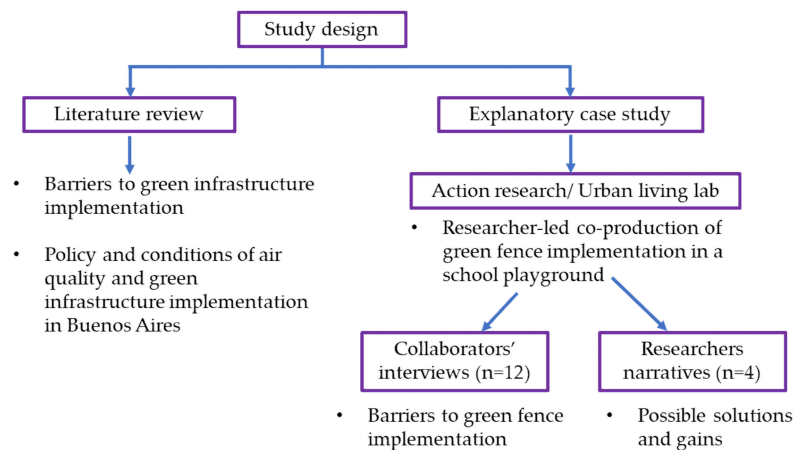 Study design
Literature review
• Barriers to green infrastructure
implementation
• Policy and conditions of air
quality and green
infrastructure implementation
in Buenos Aires
Explanatory case study
Action research/ Urban living lab
• Researcher-led co-production of
green fence implementation in a
school playground
Collaborators’
interviews (n=12)
• Barriers to green fence
implementation
Researchers
narratives (n=4)
• Possible solutions
and gains